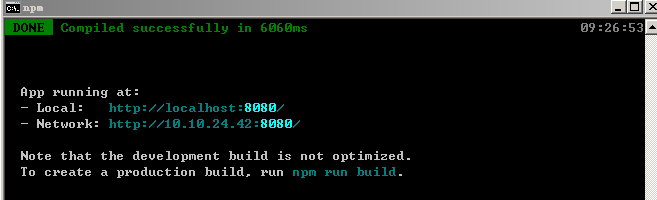 npm
DONE Compiled successfully in 6060ms 09:26:53
App running at:
- Local: http://localhost:8080/
- Network: http://10.10.24.42:8080/
Note that the development build is not optimized.
To create a production build, run npm run build.